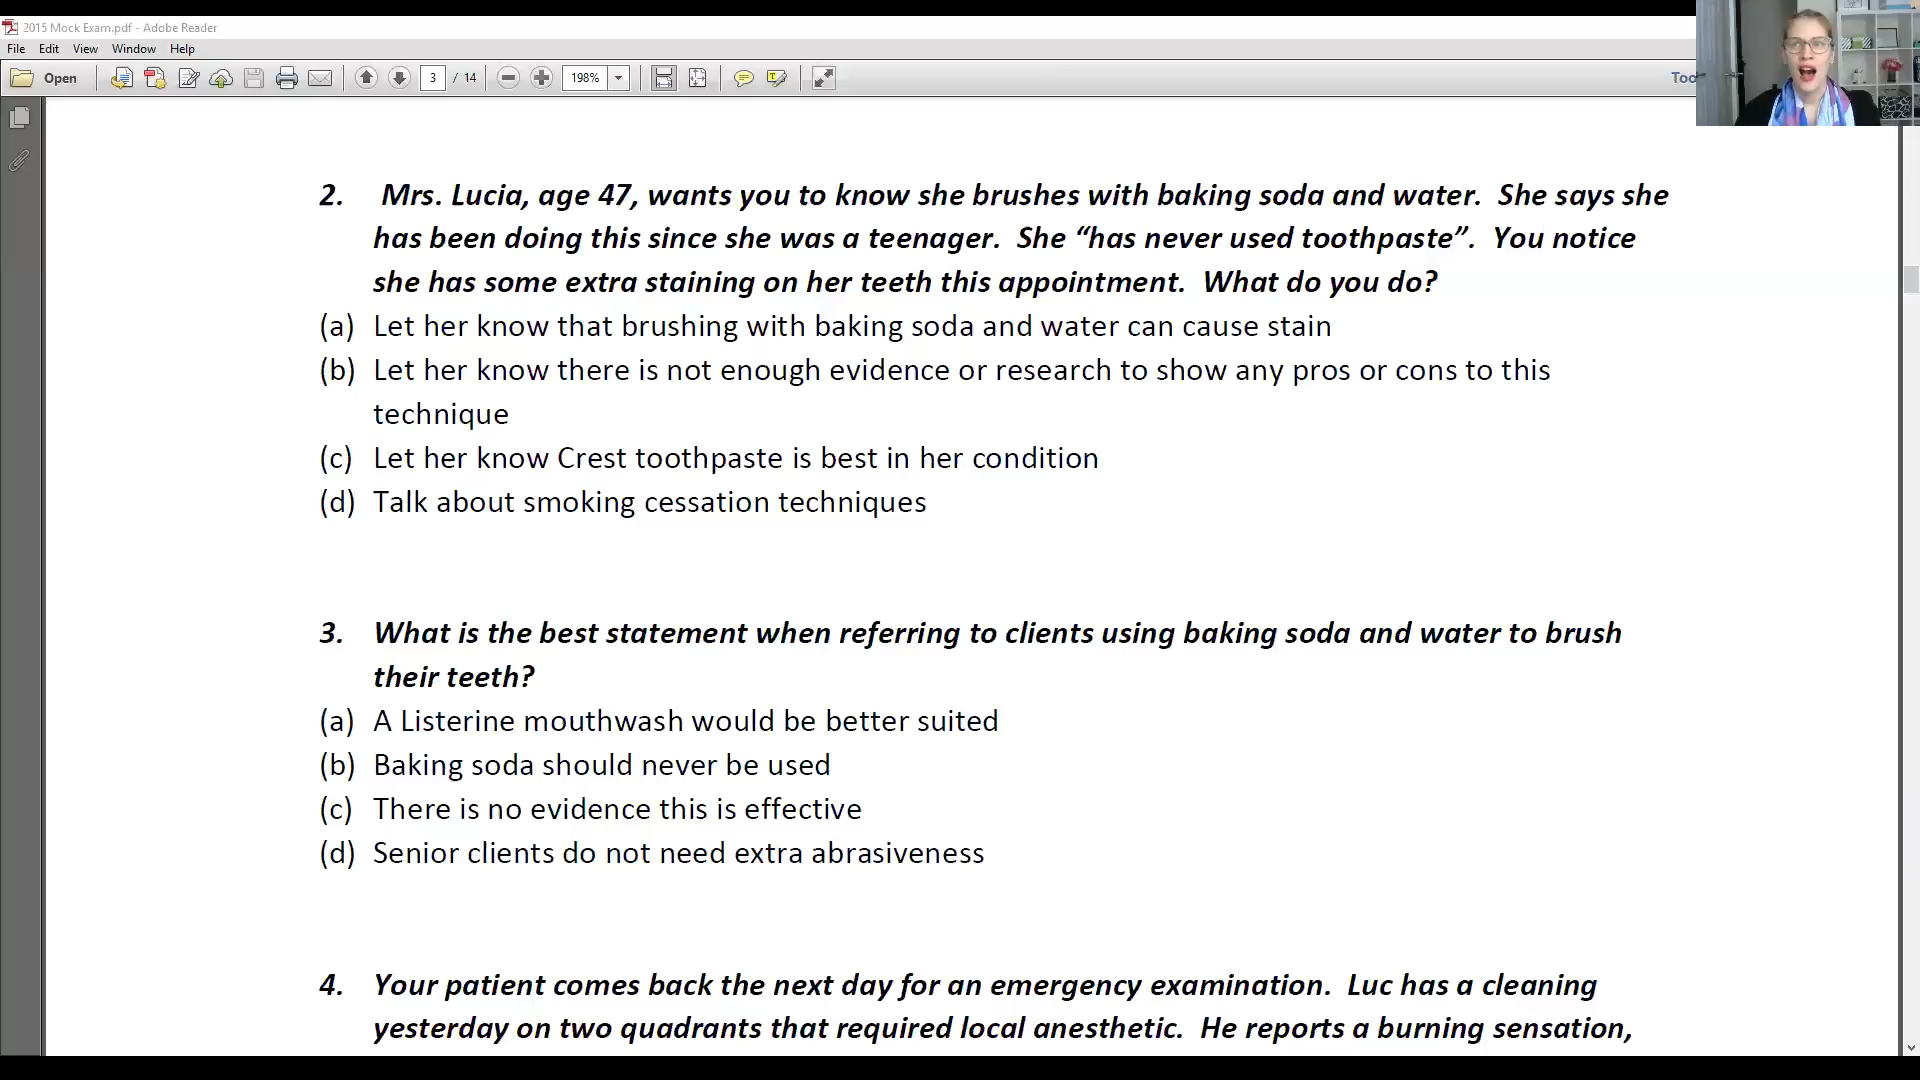 2015 Mock Exam.pdf - Adobe Reader
File Edit View Window Help
Open 3 / 14 198% Too
2. Mrs. Lucia, age 47, wants you to know she brushes with baking soda and water. She says she
has been doing this since she was a teenager. She “has never used toothpaste”. You notice
she has some extra staining on her teeth this appointment. What do you do?
(a) Let her know that brushing with baking soda and water can cause stain
(b) Let her know there is not enough evidence or research to show any pros or cons to this
technique
(c) Let her know Crest toothpaste is best in her condition
(d) Talk about smoking cessation techniques
3. What is the best statement when referring to clients using baking soda and water to brush
their teeth?
(a) A Listerine mouthwash would be better suited
(b) Baking soda should never be used
(c) There is no evidence this is effective
(d) Senior clients do not need extra abrasiveness
4. Your patient comes back the next day for an emergency examination. Luc has a cleaning
yesterday on two quadrants that required local anesthetic. He reports a burning sensation,